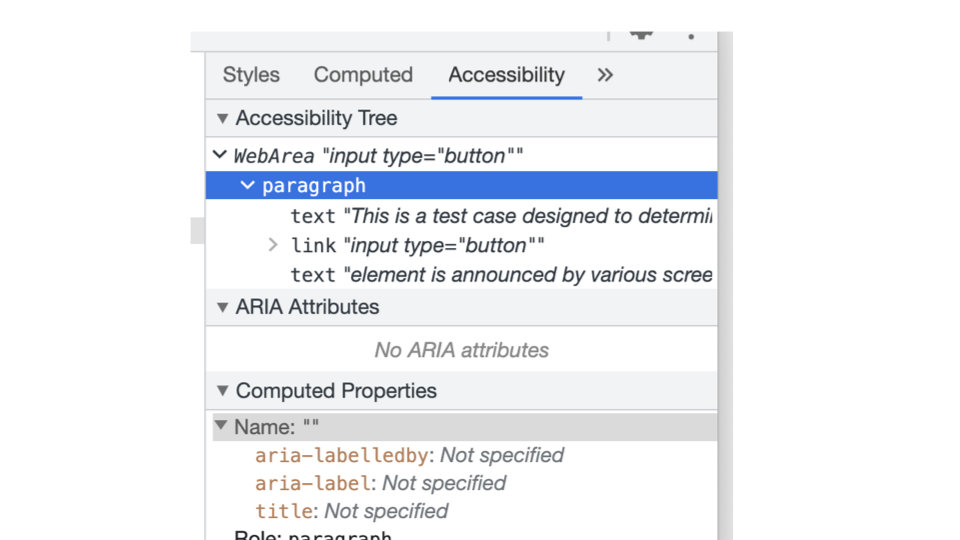 Styles Computed Accessibility »
Accessibility Tree
WebArea "input type="button""
paragraph
text "This is a test case designed to determi
link "input type="button""
text "element is announced by various scree
ARIA Attributes
No ARIA attributes
Computed Properties
Name: ""
aria-labelledby: Not specified
aria-label: Not specified
title: Not specified
Role: paragraph